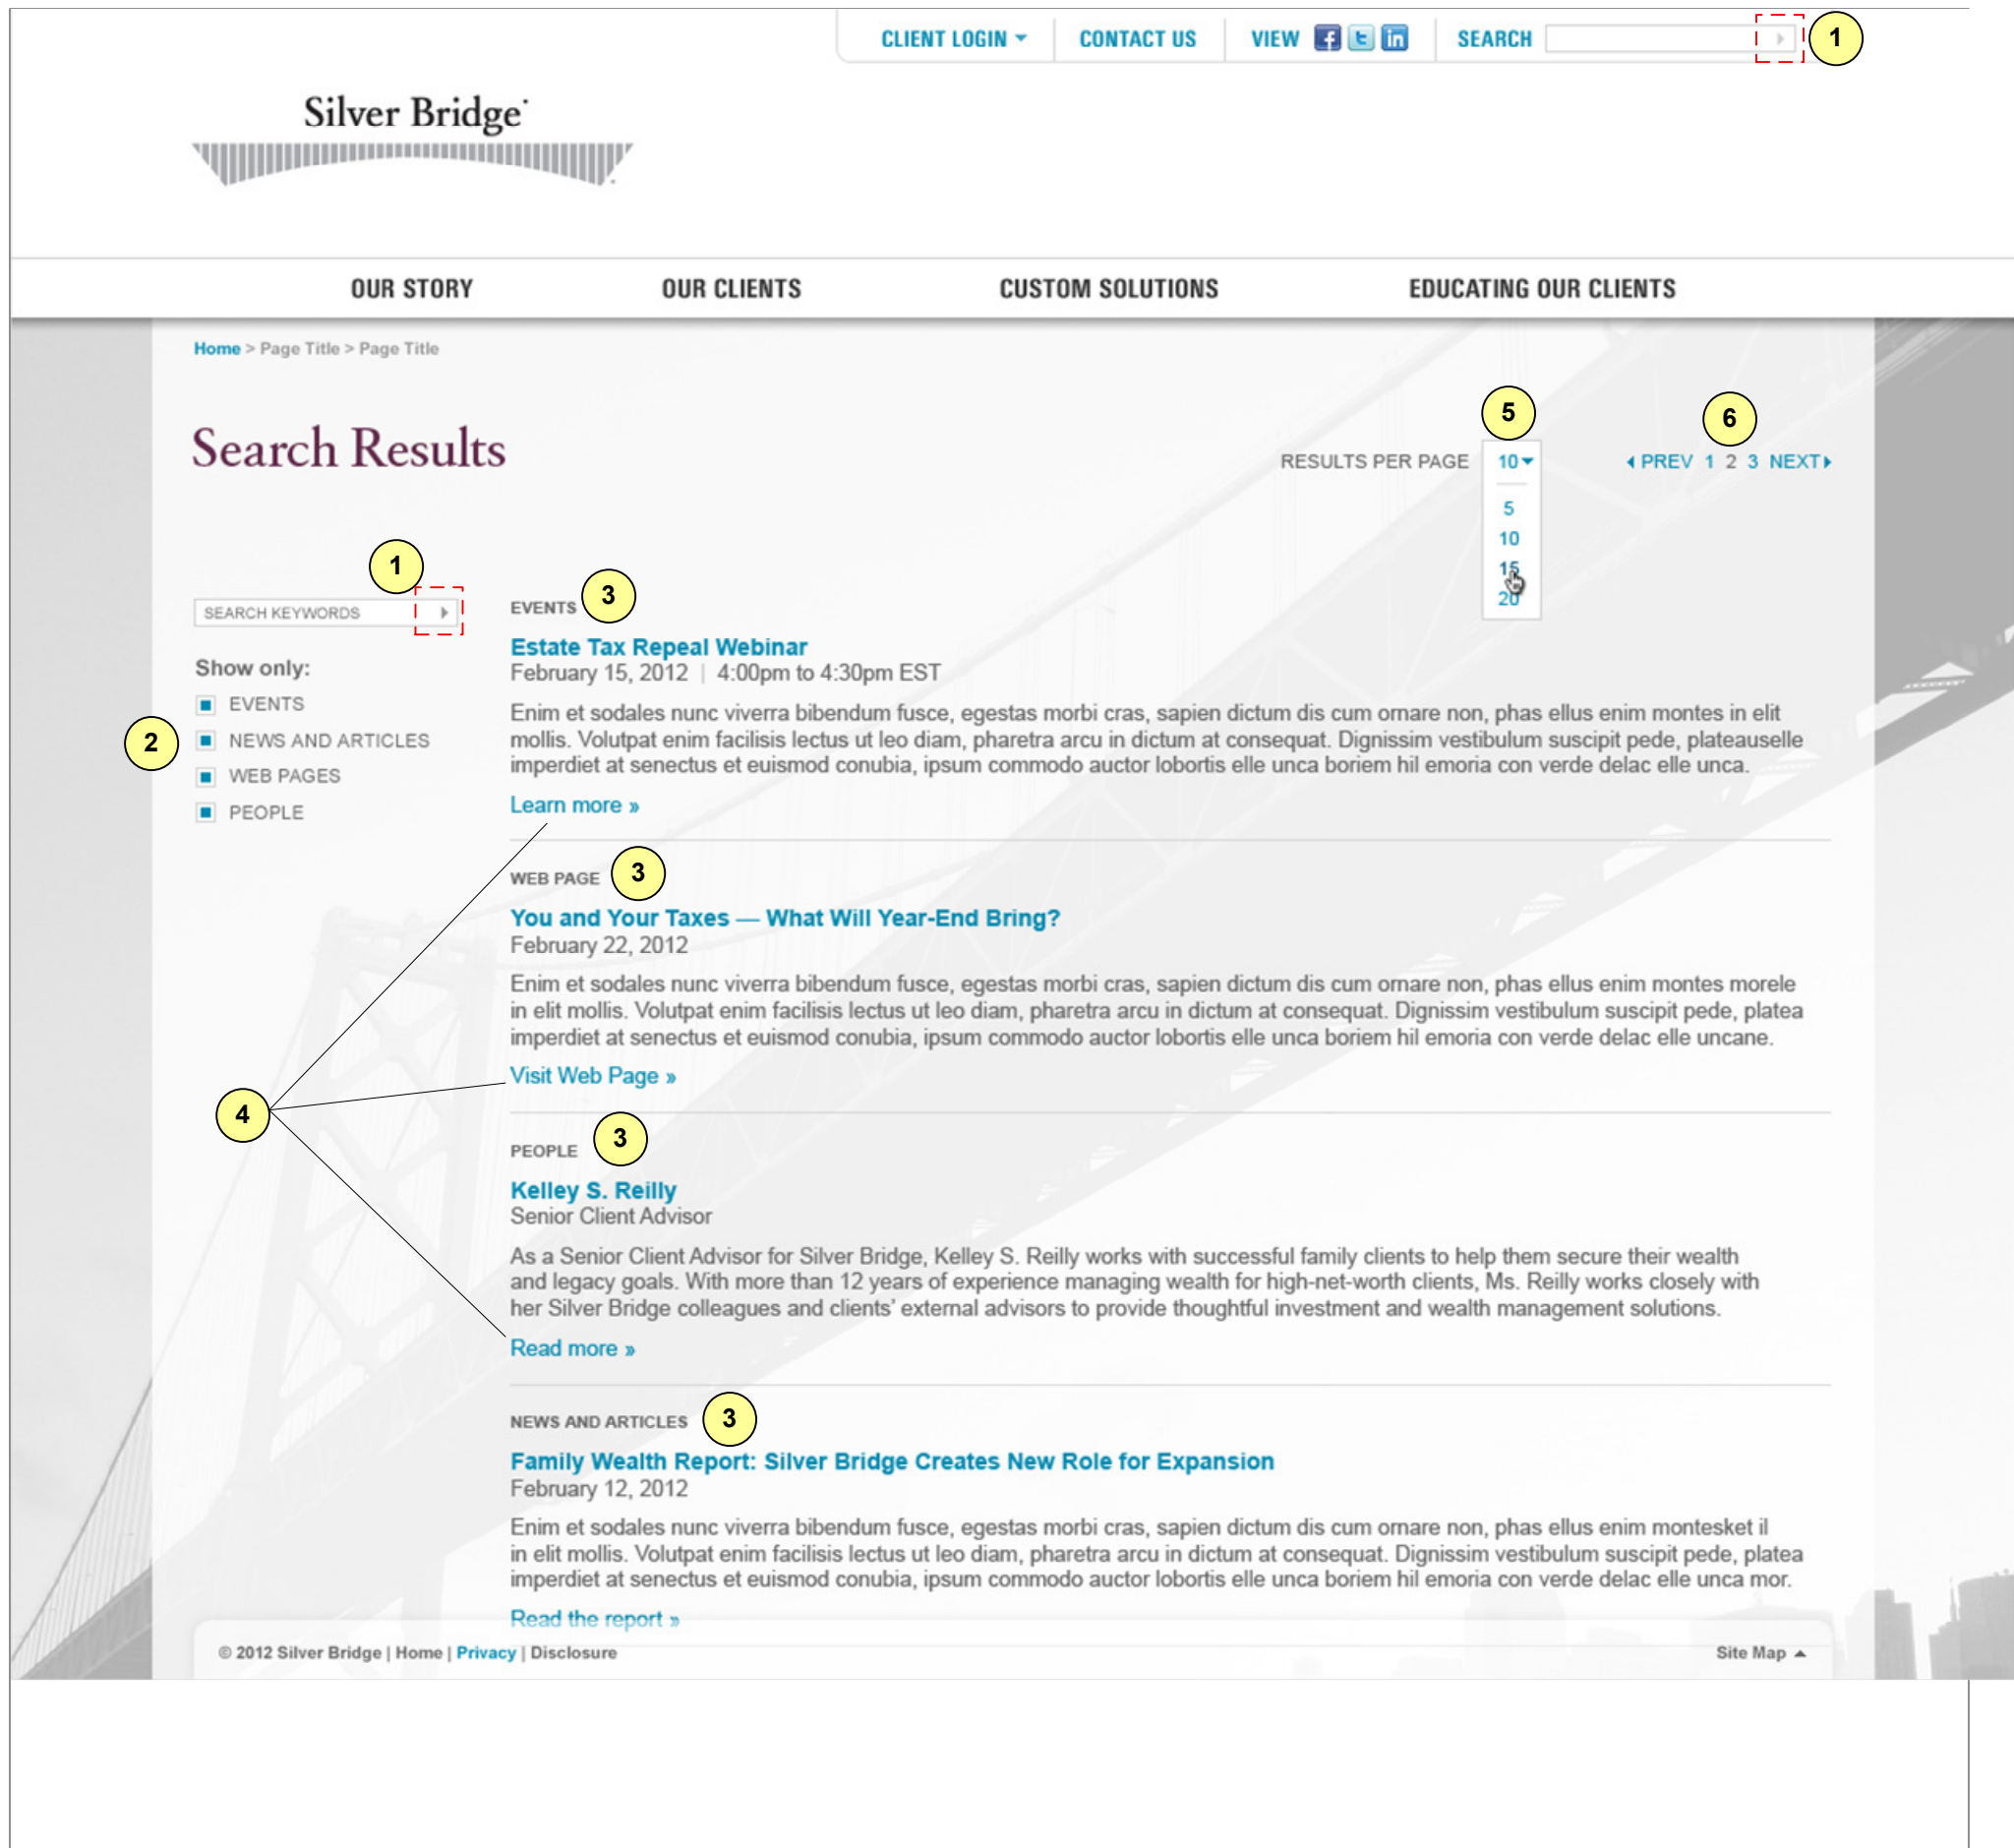 CLIENT LOGIN
CONTACT US
VIEW
SEARCH
1
Silver Bridge
OUR STORY
OUR CLIENTS
CUSTOM SOLUTIONS
EDUCATING OUR CLIENTS
Home > Page Title > Page Title
Search Results
5
6
RESULTS PER PAGE
10
PREV 1 2 3 NEXT
5
10
15
20
1
SEARCH KEYWORDS
Show only:
EVENTS
2
NEWS AND ARTICLES
WEB PAGES
PEOPLE
EVENTS
3
Estate Tax Repeal Webinar
February 15, 2012 | 4:00pm to 4:30pm EST
Enim et sodales nunc viverra bibendum fusce, egestas morbi cras, sapien dictum dis cum ornare non, phas ellus enim montes in elit
mollis. Volutpat enim facilisis lectus ut leo diam, pharetra arcu in dictum at consequat. Dignissim vestibulum suscipit pede, plateauselle
imperdiet at senectus et euismod conubia, ipsum commodo auctor lobortis elle unca boriem hil emoria con verde delac elle unca.
Learn more »
WEB PAGE
3
You and Your Taxes — What Will Year-End Bring?
February 22, 2012
Enim et sodales nunc viverra bibendum fusce, egestas morbi cras, sapien dictum dis cum ornare non, phas ellus enim montes morele
in elit mollis. Volutpat enim facilisis lectus ut leo diam, pharetra arcu in dictum at consequat. Dignissim vestibulum suscipit pede, platea
imperdiet at senectus et euismod conubia, ipsum commodo auctor lobortis elle unca boriem hil emoria con verde delac elle uncane.
Visit Web Page »
4
PEOPLE
3
Kelley S. Reilly
Senior Client Advisor
As a Senior Client Advisor for Silver Bridge, Kelley S. Reilly works with successful family clients to help them secure their wealth
and legacy goals. With more than 12 years of experience managing wealth for high-net-worth clients, Ms. Reilly works closely with
her Silver Bridge colleagues and clients’ external advisors to provide thoughtful investment and wealth management solutions.
Read more »
NEWS AND ARTICLES
3
Family Wealth Report: Silver Bridge Creates New Role for Expansion
February 12, 2012
Enim et sodales nunc viverra bibendum fusce, egestas morbi cras, sapien dictum dis cum ornare non, phas ellus enim montesket il
in elit mollis. Volutpat enim facilisis lectus ut leo diam, pharetra arcu in dictum at consequat. Dignissim vestibulum suscipit pede, platea
imperdiet at senectus et euismod conubia, ipsum commodo auctor lobortis elle unca boriem hil emoria con verde delac elle unca mor.
Read the report »
© 2012 Silver Bridge | Home | Privacy | Disclosure
Site Map